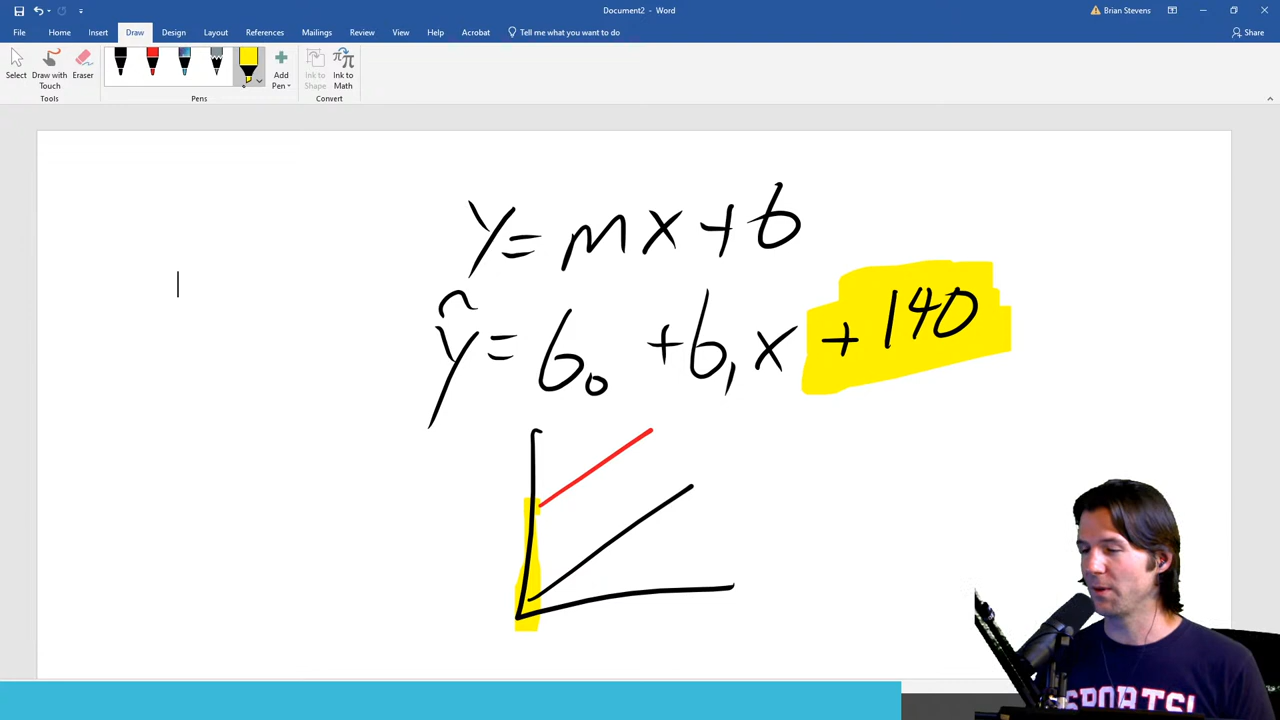 Document2 - Word
Brian Stevens
File Home Insert Draw Design Layout References Mailings Review View Help Acrobat Tell me what you want to do Share
Select
Draw with Touch
Eraser
Add Pen
Ink to Shape
Ink to Math
Tools Pens Convert
y = mx + b
ŷ = b₀ + b₁x + 140
SPORTS!